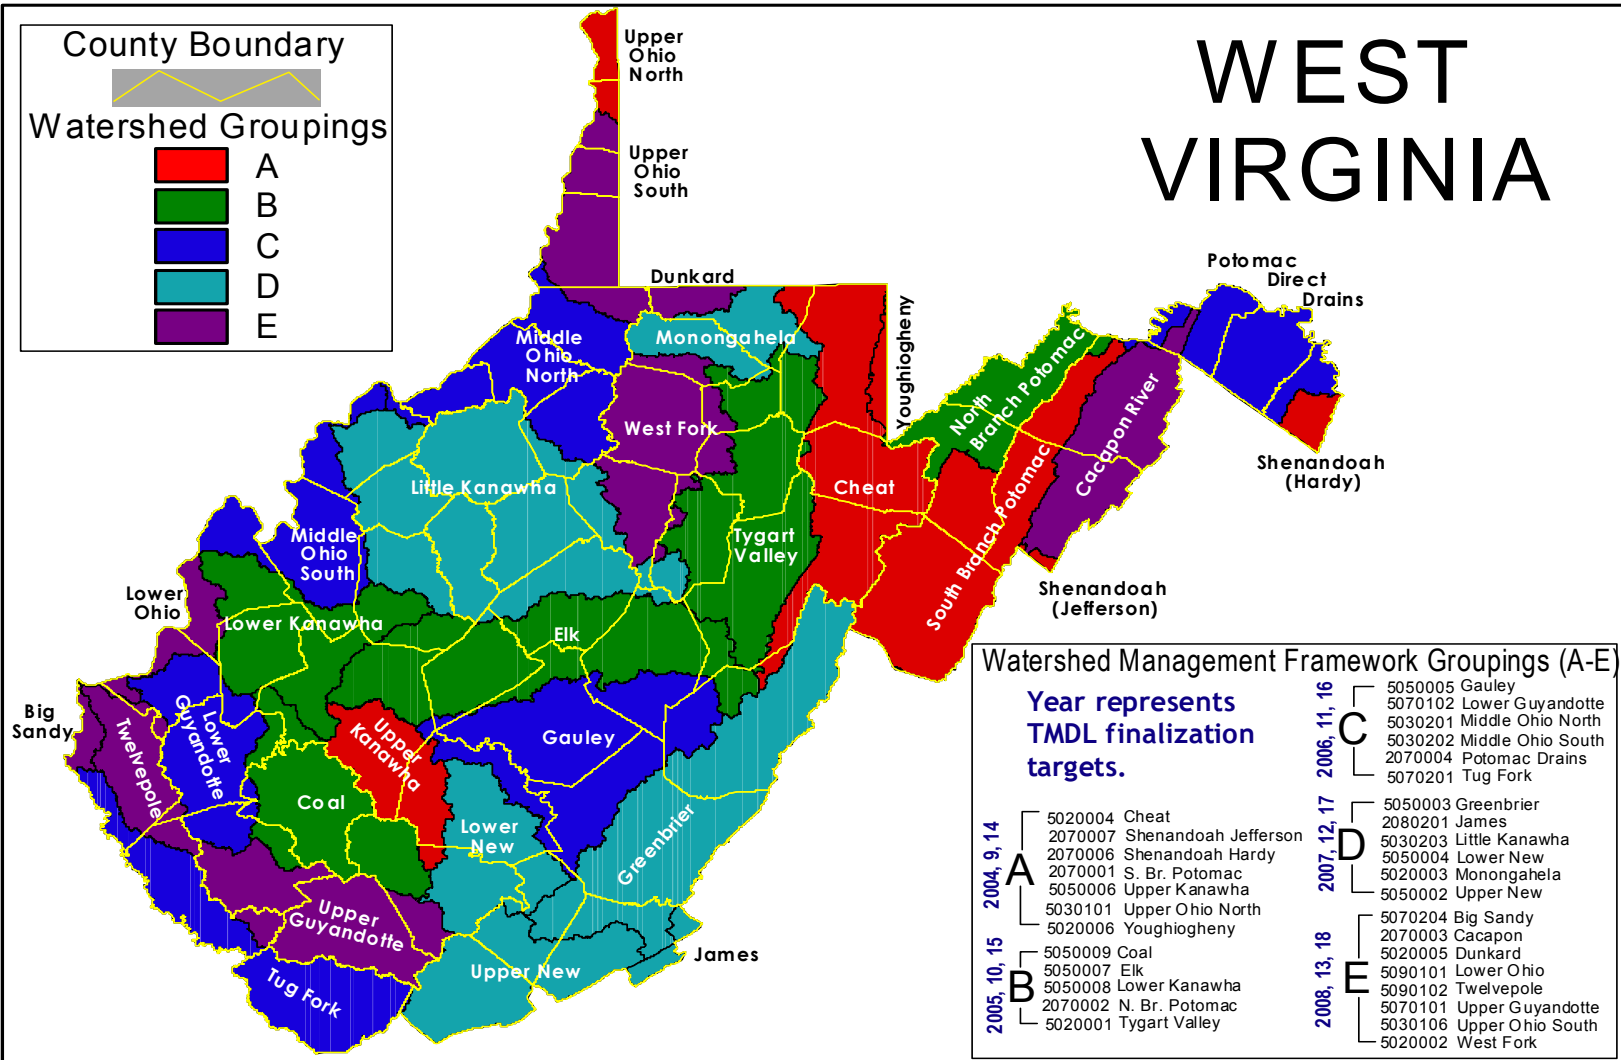 County Boundary
Watershed Groupings
A
B
C
D
E
WEST
VIRGINIA
Upper
Ohio
North
Upper
Ohio
South
Dunkard
Monongahela
Youghiogheny
Potomac
Direct
Drains
Middle
Ohio
North
North
Branch Potomac
Cacapon River
West Fork
Shenandoah
(Hardy)
Little Kanawha
Cheat
South Branch Potomac
Middle
Ohio
South
Tygart
Valley
Shenandoah
(Jefferson)
Lower
Ohio
Lower Kanawha
Elk
Big
Sandy
Twelvepole
Lower
Guyandotte
Upper
Kanawha
Gauley
Coal
Lower
New
Greenbrier
Upper
Guyandotte
Upper New
James
Tug Fork
Watershed Management Framework Groupings (A-E)
Year represents
TMDL finalization
targets.
2004, 9, 14
A
5020004 Cheat
2070007 Shenandoah Jefferson
2070006 Shenandoah Hardy
2070001 S. Br. Potomac
5050006 Upper Kanawha
5030101 Upper Ohio North
5020006 Youghiogheny
2005, 10, 15
B
5050009 Coal
5050007 Elk
5050008 Lower Kanawha
2070002 N. Br. Potomac
5020001 Tygart Valley
2006, 11, 16
C
5050005 Gauley
5070102 Lower Guyandotte
5030201 Middle Ohio North
5030202 Middle Ohio South
2070004 Potomac Drains
5070201 Tug Fork
2007, 12, 17
D
5050003 Greenbrier
2080201 James
5030203 Little Kanawha
5050004 Lower New
5020003 Monongahela
5050002 Upper New
2008, 13, 18
E
5070204 Big Sandy
2070003 Cacapon
5020005 Dunkard
5090101 Lower Ohio
5090102 Twelvepole
5070101 Upper Guyandotte
5030106 Upper Ohio South
5020002 West Fork